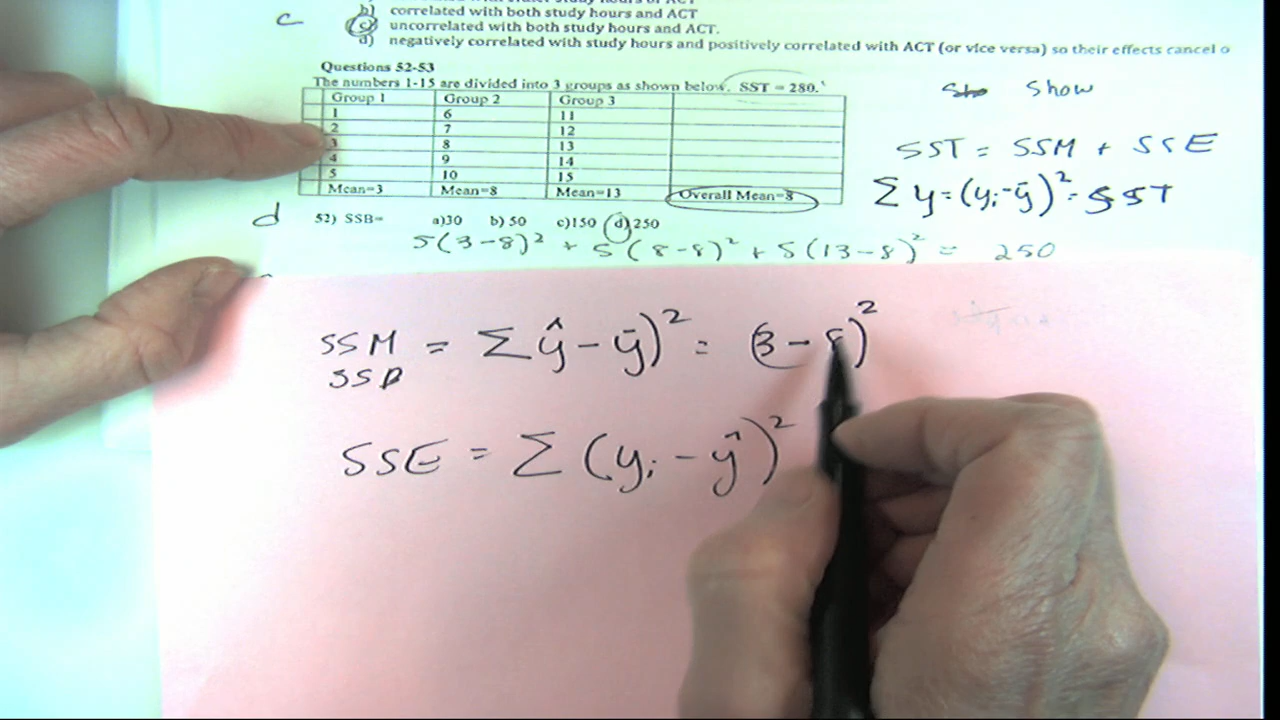 b) correlated with both study hours and ACT
c (c) uncorrelated with both study hours and ACT.
d) negatively correlated with study hours and positively correlated with ACT (or vice versa) so their effects cancel o
Questions 52-53
The numbers 1-15 are divided into 3 groups as shown below. SST = 280.
Show
Group 1 Group 2 Group 3
1 6 11
2 7 12
3 8 13
4 9 14
5 10 15
Mean=3 Mean=8 Mean=13 Overall Mean=8
SST = SSM + SSE
Σ y = (yi - ȳ)² = SST
d 52) SSB= a)30 b) 50 c)150 (d) 250
5(3-8)² + 5(8-8)² + 5(13-8)² = 250
SSM = Σ ŷ - ȳ)² = (3 - 8)²
SSE = Σ (yi - ŷ)²